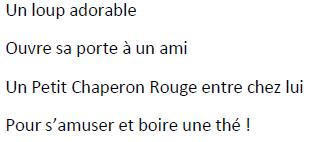 Un loup adorable
Ouvre sa porte à un ami
Un Petit Chaperon Rouge entre chez lui
Pour s’amuser et boire une thé !